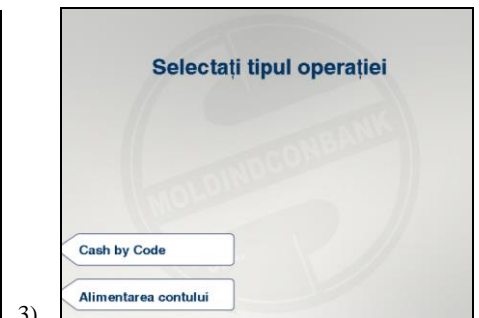 Selectați tipul operației
MOLDINDCONBANK
Cash by Code
Alimentarea contului
3)